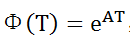 Φ(T) = e^{AT},